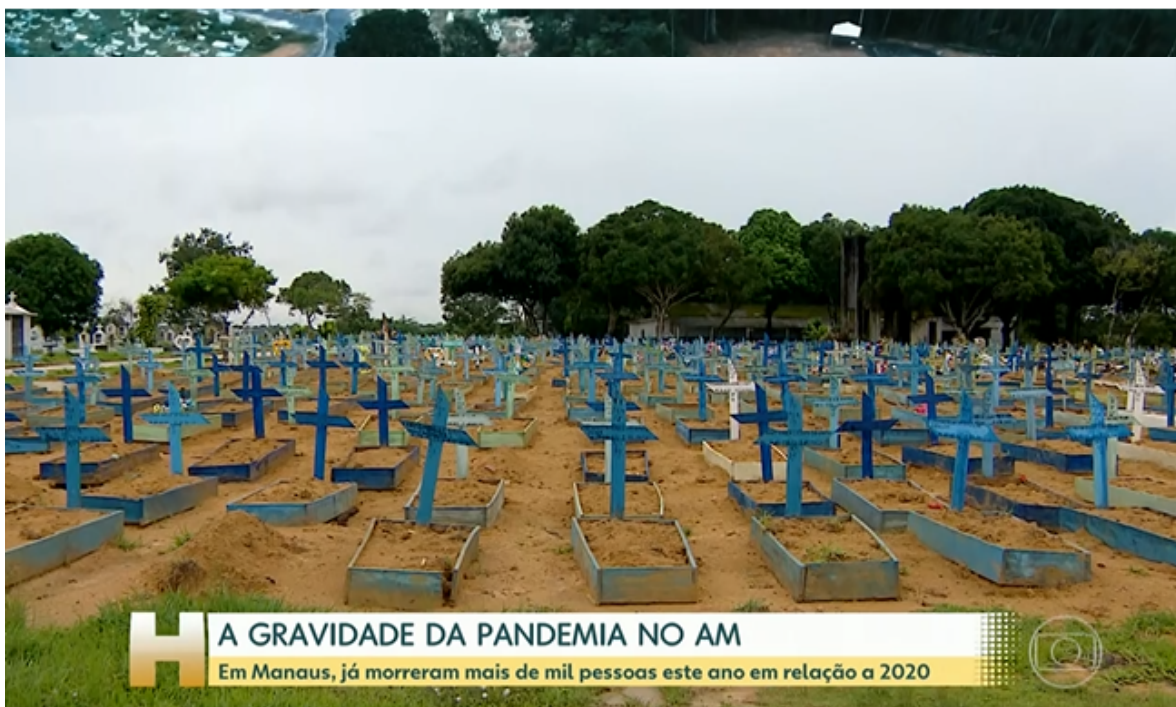 H
A GRAVIDADE DA PANDEMIA NO AM
Em Manaus, já morreram mais de mil pessoas este ano em relação a 2020